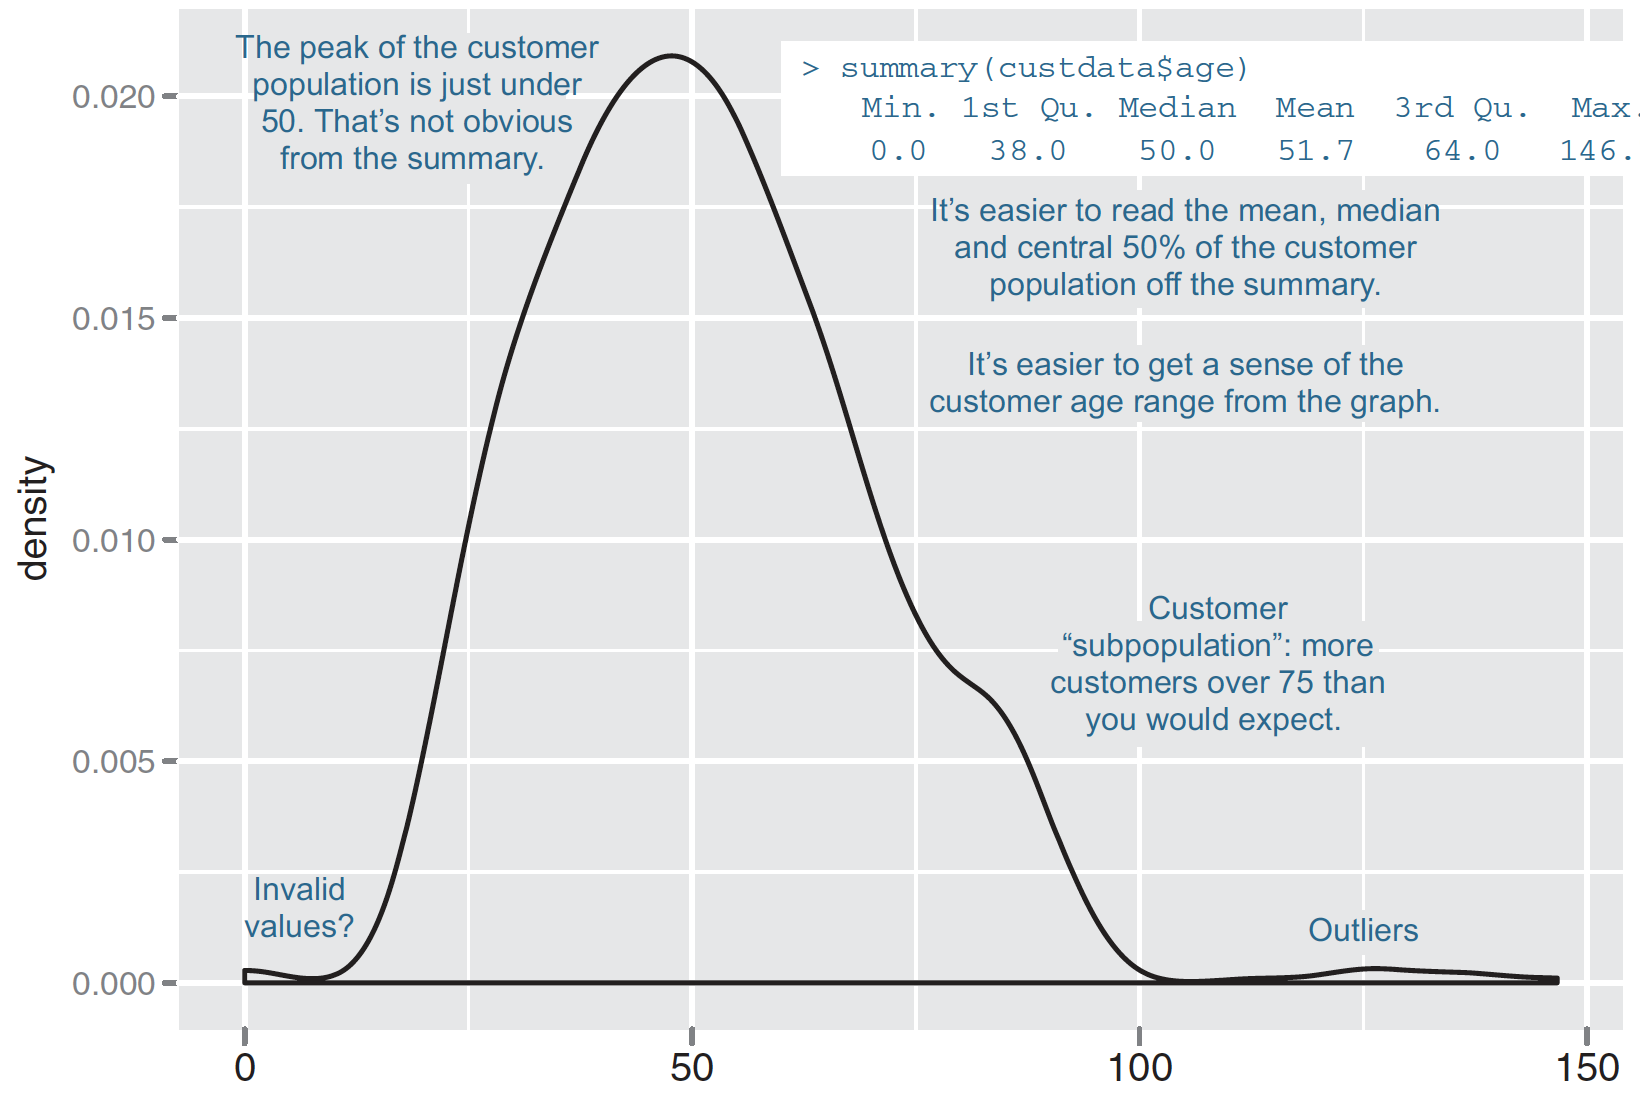 The peak of the customer
population is just under
50. That’s not obvious
from the summary.
> summary(custdata$age)
Min. 1st Qu. Median Mean 3rd Qu. Max.
0.0 38.0 50.0 51.7 64.0 146.
It’s easier to read the mean, median
and central 50% of the customer
population off the summary.
It’s easier to get a sense of the
customer age range from the graph.
Customer
“subpopulation”: more
customers over 75 than
you would expect.
Invalid
values?
Outliers
density
0.020
0.015
0.010
0.005
0.000
0 50 100 150